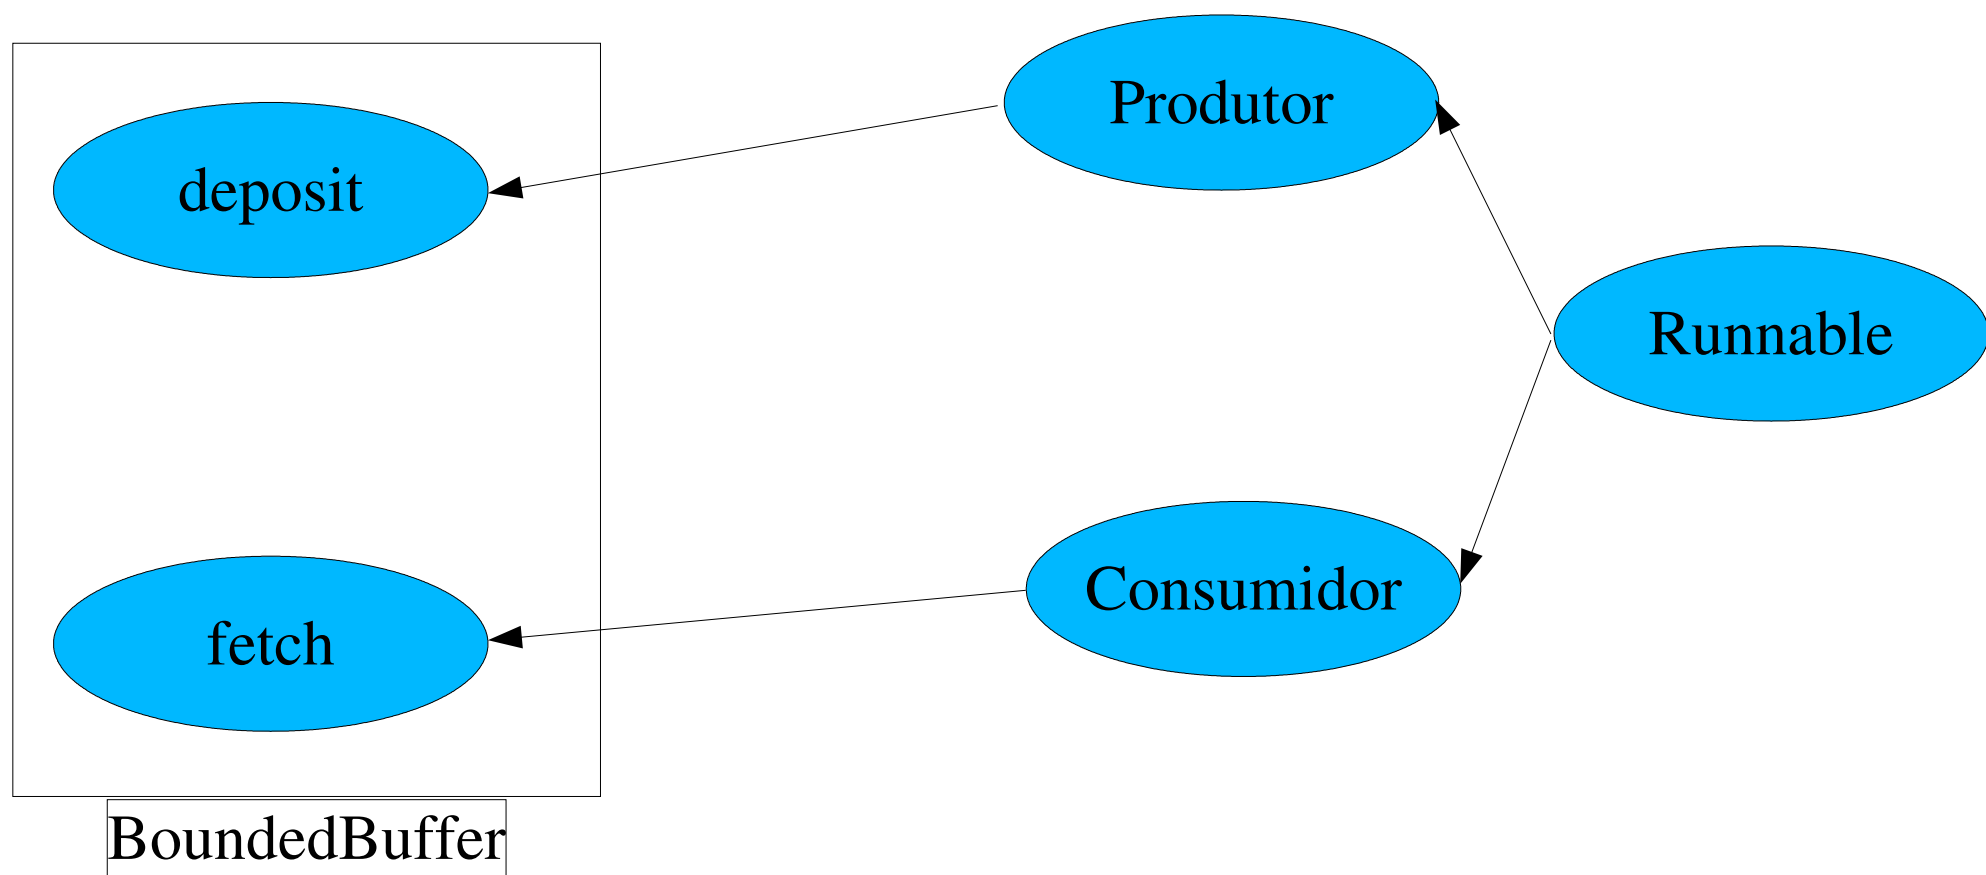 Produtor
deposit
Runnable
Consumidor
fetch
BoundedBuffer